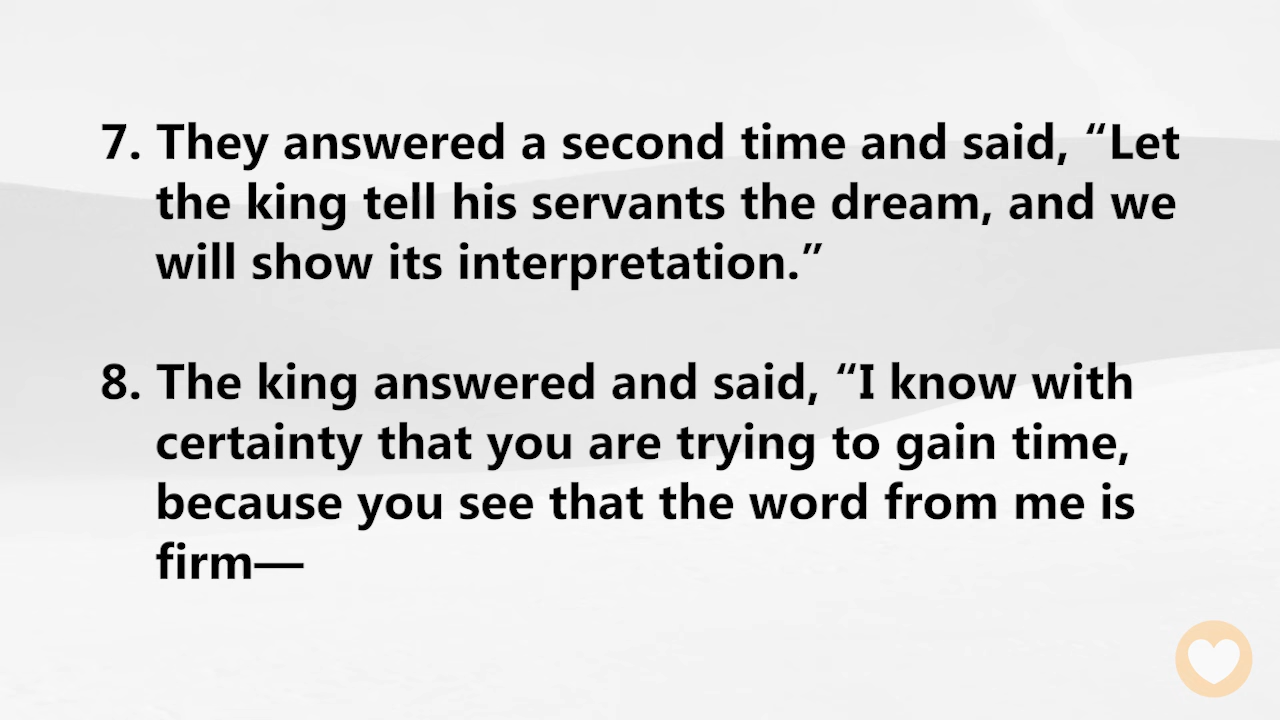 7. They answered a second time and said, “Let
the king tell his servants the dream, and we
will show its interpretation.”
8. The king answered and said, “I know with
certainty that you are trying to gain time,
because you see that the word from me is
firm—